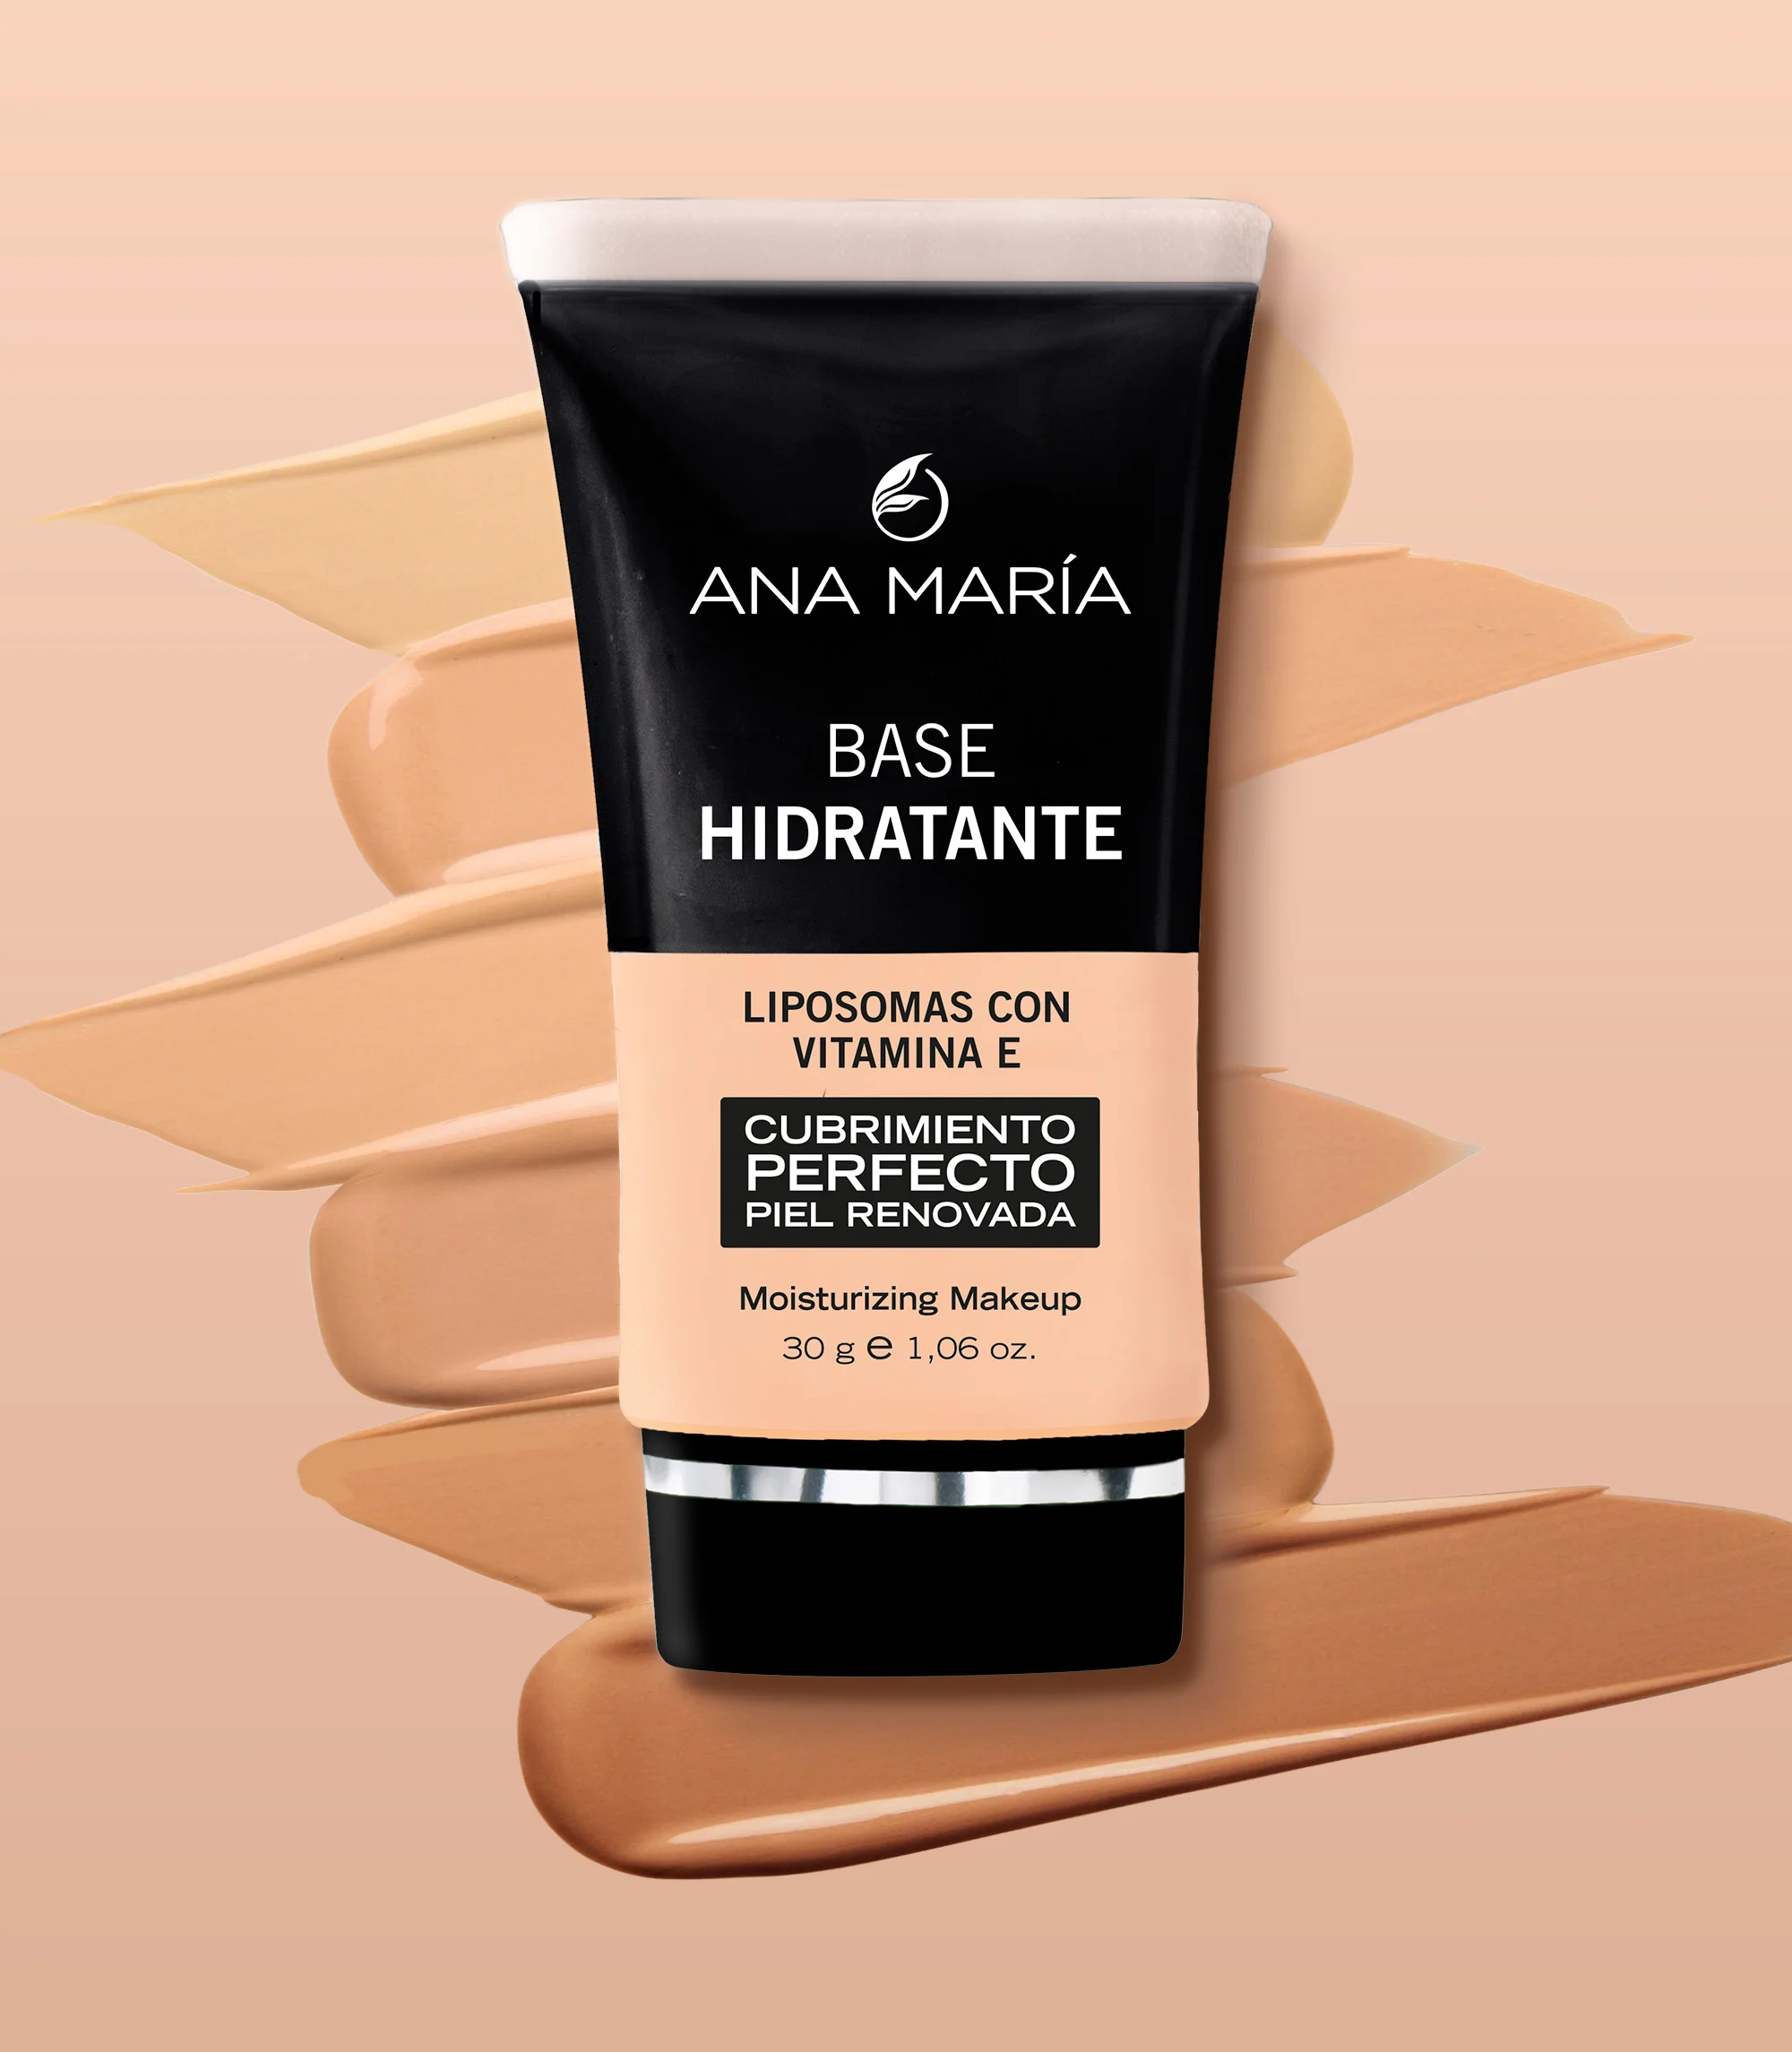 ANA MARÍA
BASE
HIDRATANTE
LIPOSOMAS CON
VITAMINA E
CUBRIMIENTO
PERFECTO
PIEL RENOVADA
Moisturizing Makeup
30 g e 1,06 oz.